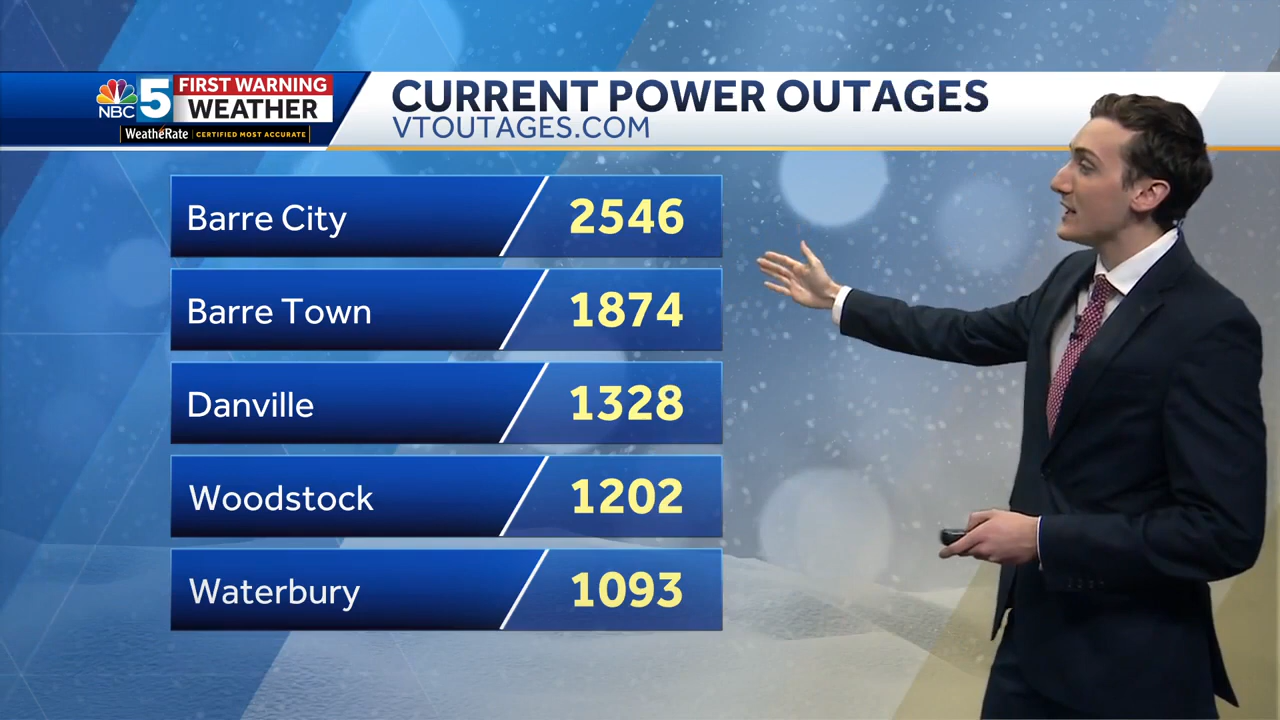 NBC 5 FIRST WARNING
WEATHER
WeatheRate CERTIFIED MOST ACCURATE
CURRENT POWER OUTAGES
VTOUTAGES.COM
Barre City 2546
Barre Town 1874
Danville 1328
Woodstock 1202
Waterbury 1093